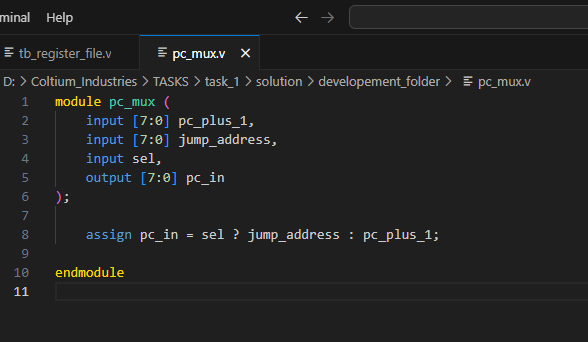 minal Help
tb_register_file.v pc_mux.v
D: > Coltium_Industries > TASKS > task_1 > solution > developement_folder > pc_mux.v
1 module pc_mux (
2     input [7:0] pc_plus_1,
3     input [7:0] jump_address,
4     input sel,
5     output [7:0] pc_in
6 );
7
8     assign pc_in = sel ? jump_address : pc_plus_1;
9
10 endmodule
11